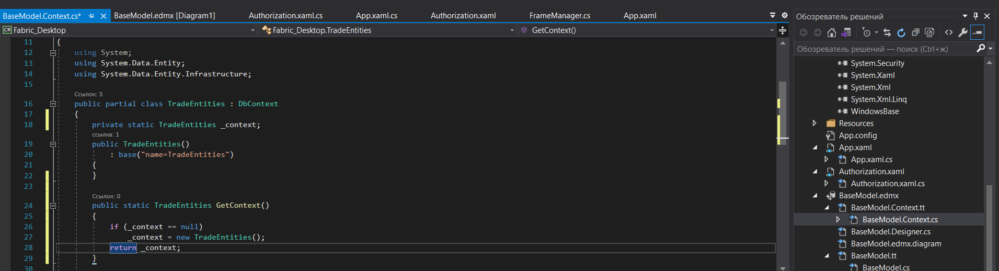 BaseModel.Context.cs*
BaseModel.edmx [Diagram1]
Authorization.xaml.cs
App.xaml.cs
Authorization.xaml
FrameManager.cs
App.xaml
Fabric_Desktop
Fabric_Desktop.TradeEntities
GetContext()
11 {
12 using System;
13 using System.Data.Entity;
14 using System.Data.Entity.Infrastructure;
15
Ссылок: 3
16 public partial class TradeEntities : DbContext
17 {
18 private static TradeEntities _context;
ссылка: 1
19 public TradeEntities()
20 : base("name=TradeEntities")
21 {
22 }
23
Ссылок: 0
24 public static TradeEntities GetContext()
25 {
26 if (_context == null)
27 _context = new TradeEntities();
28 return _context;
29 }
30
Обозреватель решений
Обозреватель решений — поиск (Ctrl+ж)
System.Security
System.Xaml
System.Xml
System.Xml.Linq
WindowsBase
Resources
App.config
App.xaml
App.xaml.cs
Authorization.xaml
Authorization.xaml.cs
BaseModel.edmx
BaseModel.Context.tt
BaseModel.Context.cs
BaseModel.Designer.cs
BaseModel.edmx.diagram
BaseModel.tt
BaseModel.cs